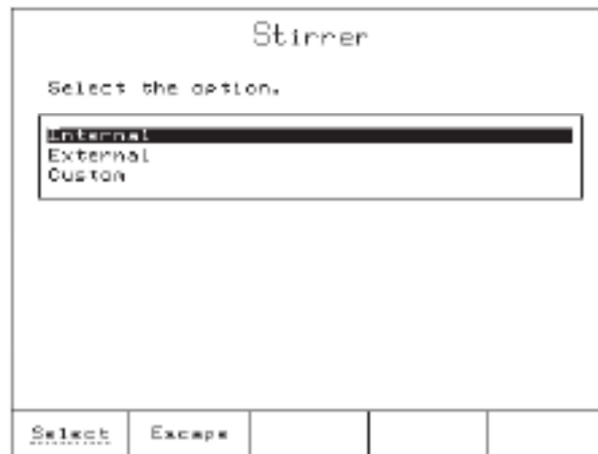 Stirrer
Select the option.
Internal
External
Custom
Select Escape